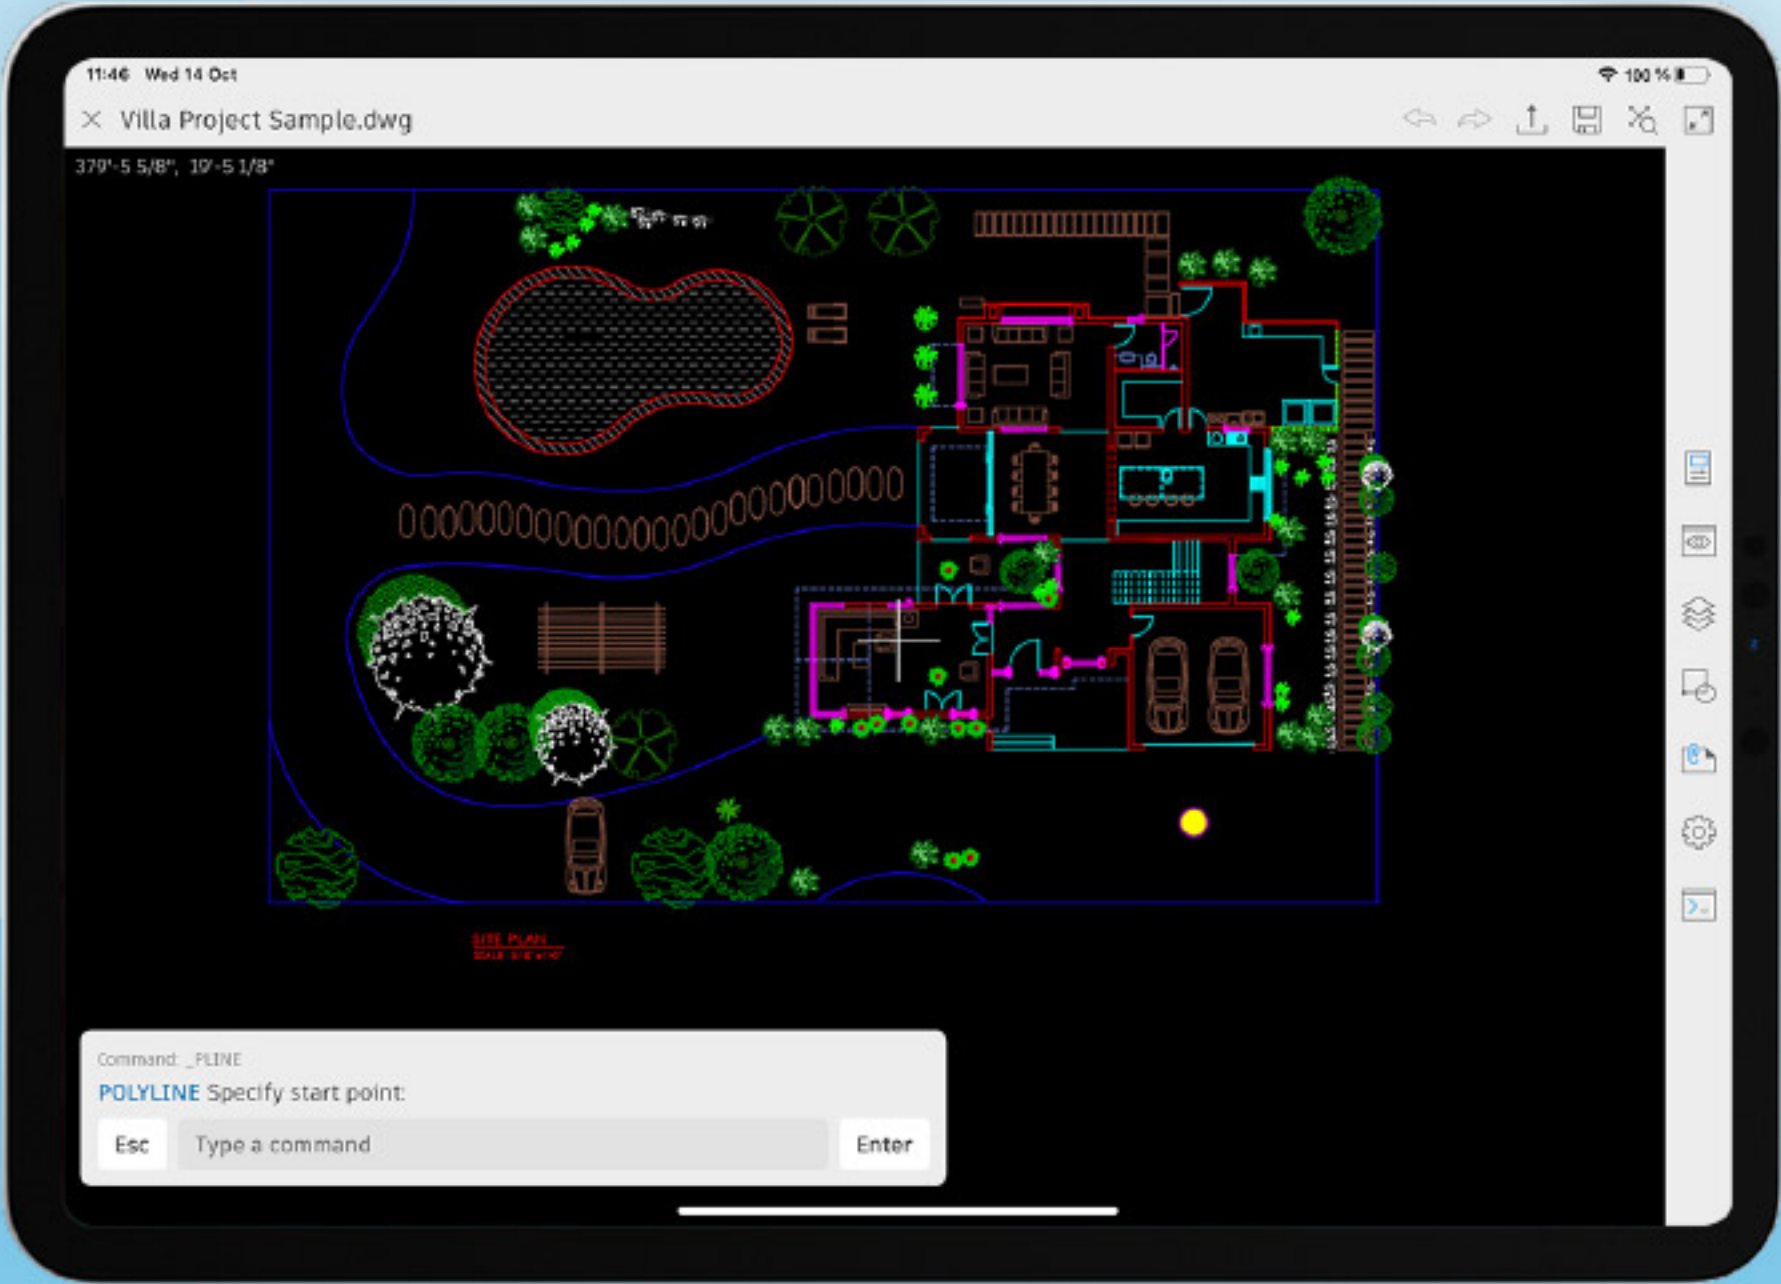 11:46 Wed 14 Oct
100 %
Villa Project Sample.dwg
379'-5 5/8", 19'-5 1/8"
SITE PLAN
Command: _PLINE
POLYLINE Specify start point:
Esc
Type a command
Enter